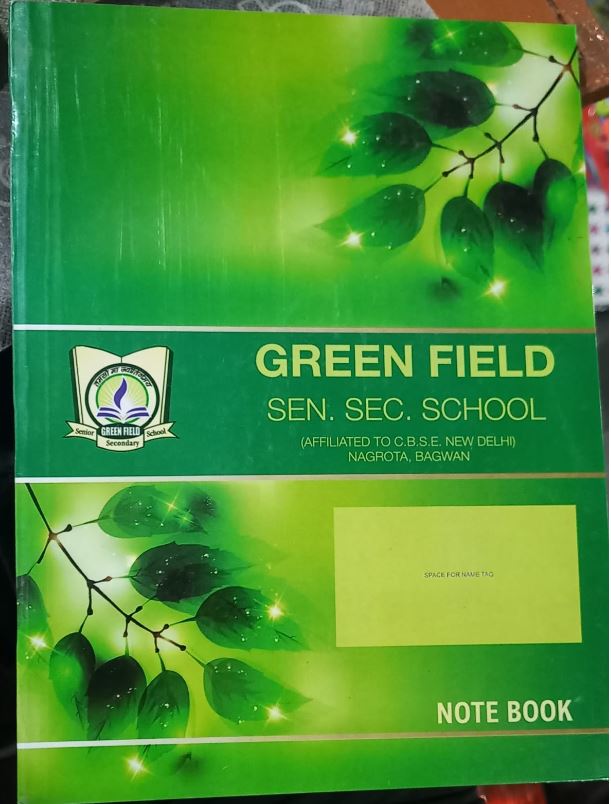 GREEN FIELD
SEN. SEC. SCHOOL
(AFFILIATED TO C.B.S.E. NEW DELHI)
NAGROTA, BAGWAN
Senior GREEN FIELD School
Secondary
SPACE FOR NAME TAG
NOTE BOOK